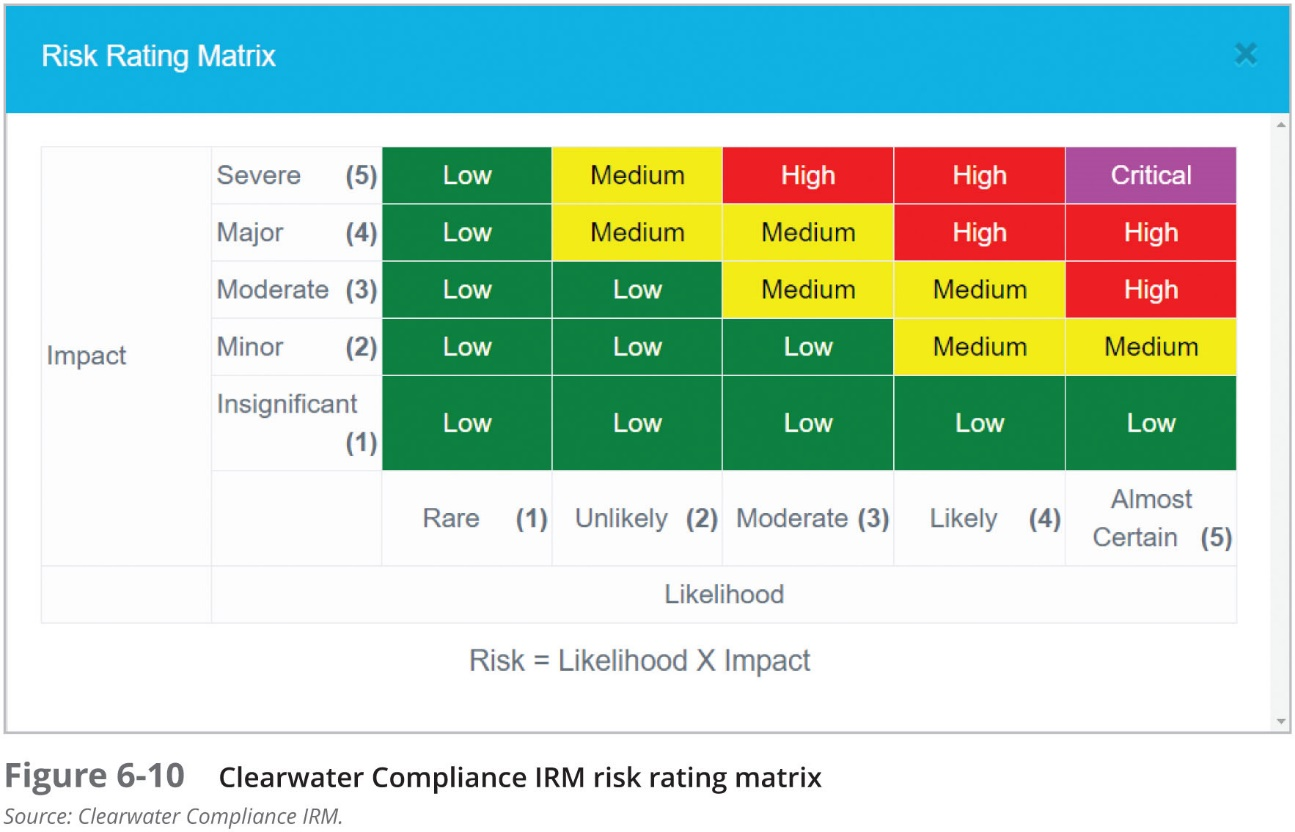 Risk Rating Matrix
Severe (5) Low Medium High High Critical
Major (4) Low Medium Medium High High
Moderate (3) Low Low Medium Medium High
Impact
Minor (2) Low Low Low Medium Medium
Insignificant
(1) Low Low Low Low Low
Rare (1) Unlikely (2) Moderate (3) Likely (4) Almost
Certain (5)
Likelihood
Risk = Likelihood X Impact
Figure 6-10 Clearwater Compliance IRM risk rating matrix
Source: Clearwater Compliance IRM.